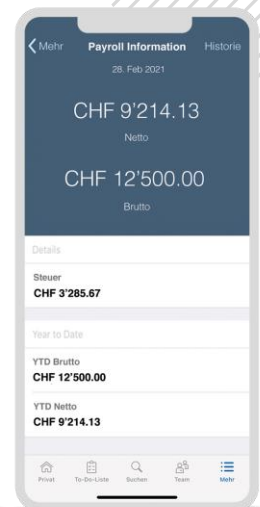 Mehr Payroll Information Historie
28. Feb 2021
CHF 9'214.13
Netto
CHF 12'500.00
Brutto
Details
Steuer
CHF 3'285.67
Year to Date
YTD Brutto
CHF 12'500.00
YTD Netto
CHF 9'214.13
Privat To-Do-Liste Suchen Team Mehr